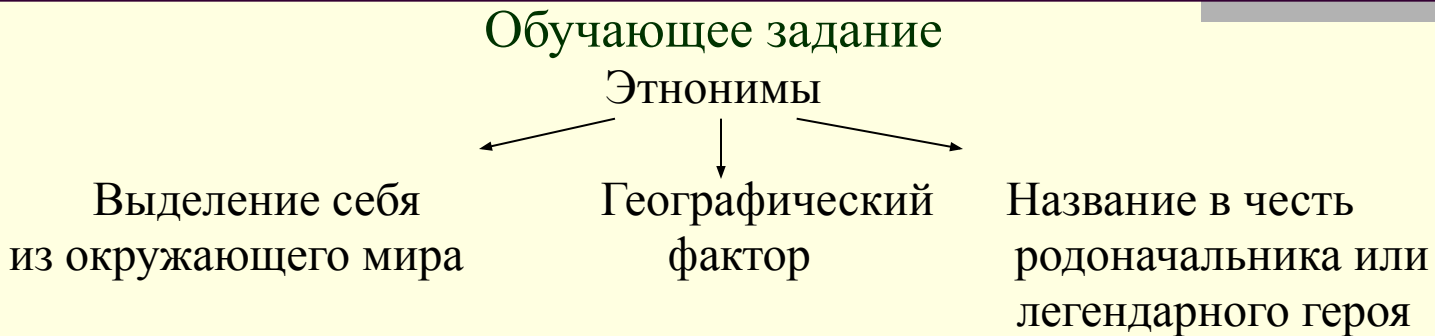 Обучающее задание
Этнонимы
Выделение себя
из окружающего мира
Географический
фактор
Название в честь
родоначальника или
легендарного героя